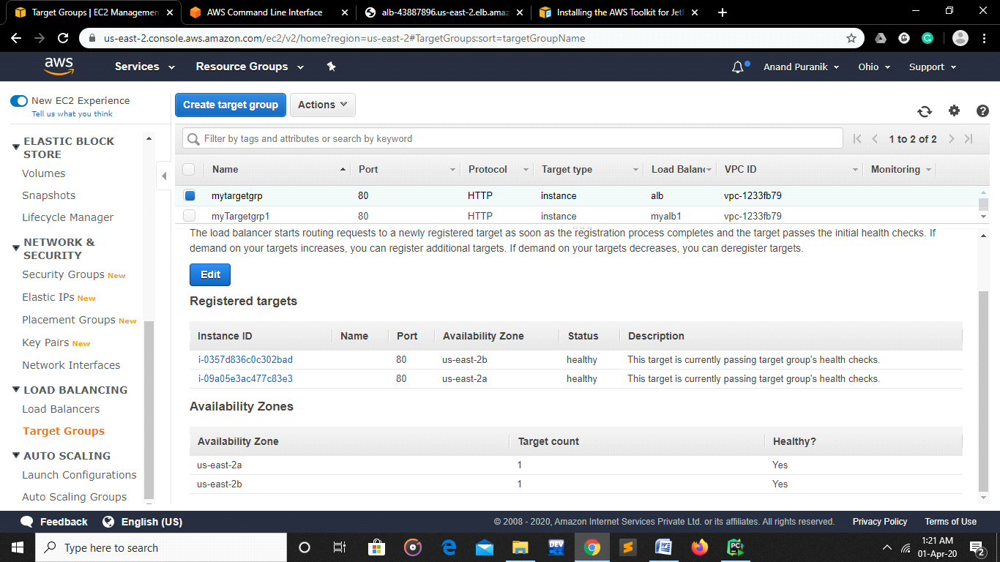 Target Groups | EC2 Managemen
AWS Command Line Interface
alb-43887896.us-east-2.elb.amaz
Installing the AWS Toolkit for JetB
us-east-2.console.aws.amazon.com/ec2/v2/home?region=us-east-2#TargetGroups:sort=targetGroupName
aws
Services
Resource Groups
Anand Puranik
Ohio
Support
New EC2 Experience
Tell us what you think
ELASTIC BLOCK
STORE
Volumes
Snapshots
Lifecycle Manager
NETWORK &
SECURITY
Security Groups New
Elastic IPs New
Placement Groups New
Key Pairs New
Network Interfaces
LOAD BALANCING
Load Balancers
Target Groups
AUTO SCALING
Launch Configurations
Auto Scaling Groups
Create target group
Actions
Filter by tags and attributes or search by keyword
1 to 2 of 2
Name Port Protocol Target type Load Balanc VPC ID Monitoring
mytargetgrp 80 HTTP instance alb vpc-1233fb79
myTargetgrp1 80 HTTP instance myalb1 vpc-1233fb79
The load balancer starts routing requests to a newly registered target as soon as the registration process completes and the target passes the initial health checks. If
demand on your targets increases, you can register additional targets. If demand on your targets decreases, you can deregister targets.
Edit
Registered targets
Instance ID Name Port Availability Zone Status Description
i-0357d836c0c302bad 80 us-east-2b healthy This target is currently passing target group's health checks.
i-09a05e3ac477c83e3 80 us-east-2a healthy This target is currently passing target group's health checks.
Availability Zones
Availability Zone Target count Healthy?
us-east-2a 1 Yes
us-east-2b 1 Yes
Feedback
English (US)
© 2008 - 2020, Amazon Internet Services Private Ltd. or its affiliates. All rights reserved.
Privacy Policy
Terms of Use
Type here to search
DEV
PC
1:21 AM
01-Apr-20
2